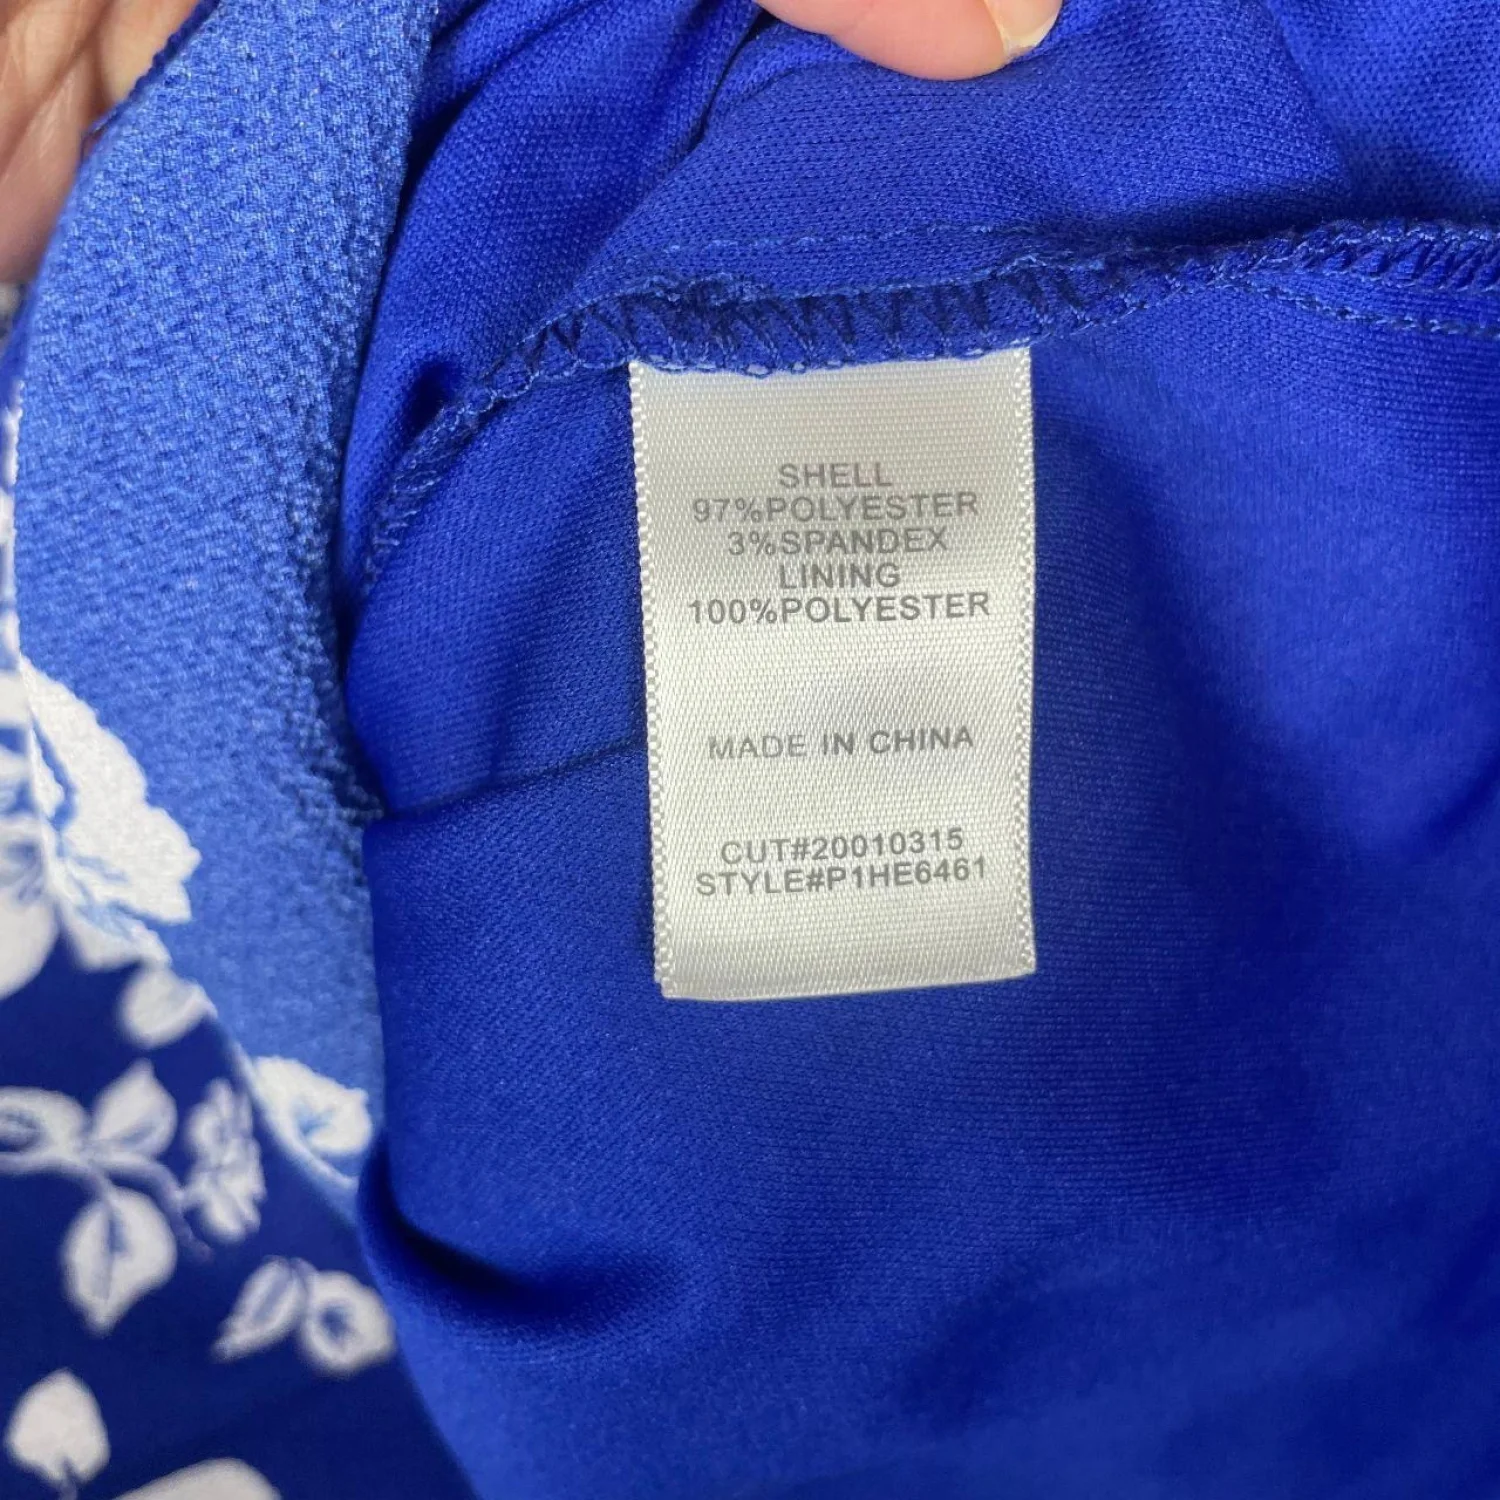 SHELL
97%POLYESTER
3%SPANDEX
LINING
100%POLYESTER
MADE IN CHINA
CUT#20010315
STYLE#P1HE6461